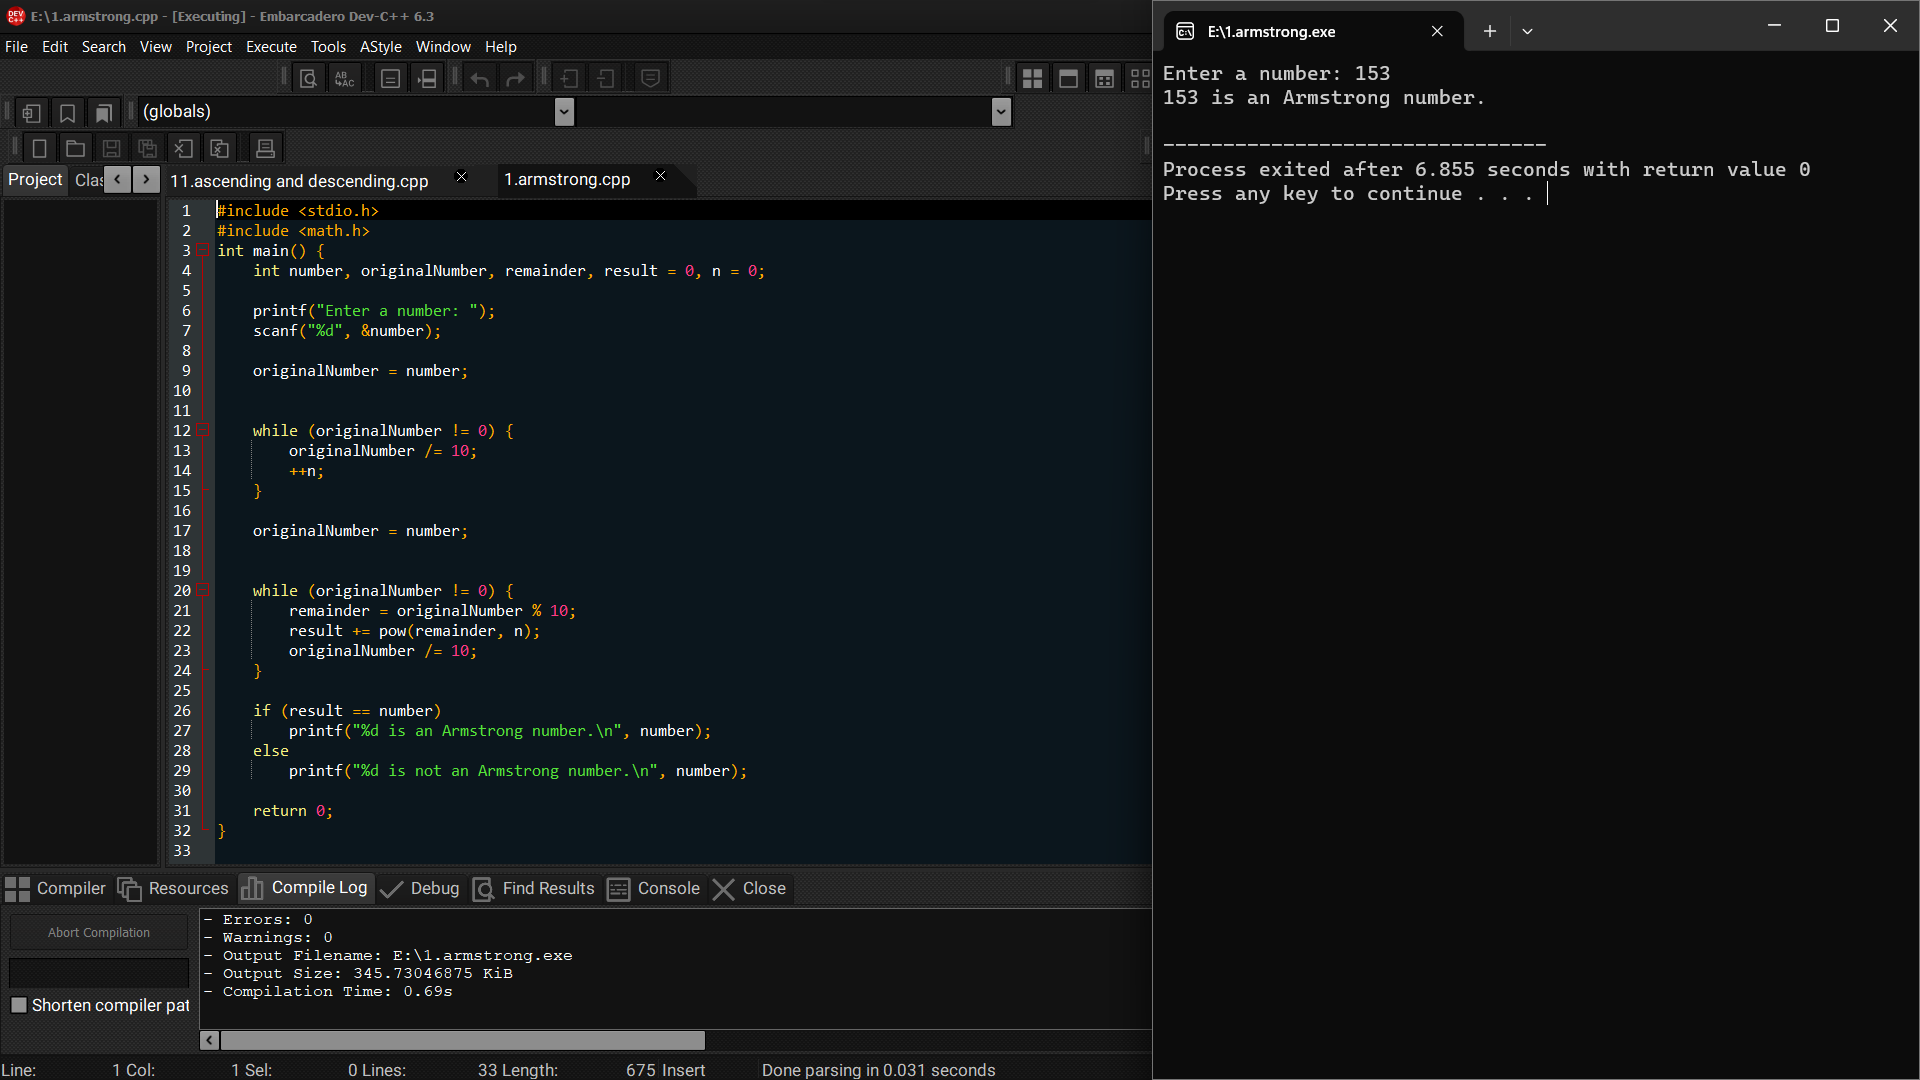 E:\1.armstrong.cpp - [Executing] - Embarcadero Dev-C++ 6.3
File Edit Search View Project Execute Tools AStyle Window Help
(globals)
Project Clas 11.ascending and descending.cpp 1.armstrong.cpp
1 #include <stdio.h>
2 #include <math.h>
3 int main() {
4     int number, originalNumber, remainder, result = 0, n = 0;
5
6     printf("Enter a number: ");
7     scanf("%d", &number);
8
9     originalNumber = number;
10
11
12     while (originalNumber != 0) {
13         originalNumber /= 10;
14         ++n;
15     }
16
17     originalNumber = number;
18
19
20     while (originalNumber != 0) {
21         remainder = originalNumber % 10;
22         result += pow(remainder, n);
23         originalNumber /= 10;
24     }
25
26     if (result == number)
27         printf("%d is an Armstrong number.\n", number);
28     else
29         printf("%d is not an Armstrong number.\n", number);
30
31     return 0;
32 }
33
Compiler Resources Compile Log Debug Find Results Console Close
Abort Compilation
Shorten compiler pat
- Errors: 0
- Warnings: 0
- Output Filename: E:\1.armstrong.exe
- Output Size: 345.73046875 KiB
- Compilation Time: 0.69s
Line: 1 Col: 1 Sel: 0 Lines: 33 Length: 675 Insert Done parsing in 0.031 seconds
E:\1.armstrong.exe
Enter a number: 153
153 is an Armstrong number.
--------------------------------
Process exited after 6.855 seconds with return value 0
Press any key to continue . . .